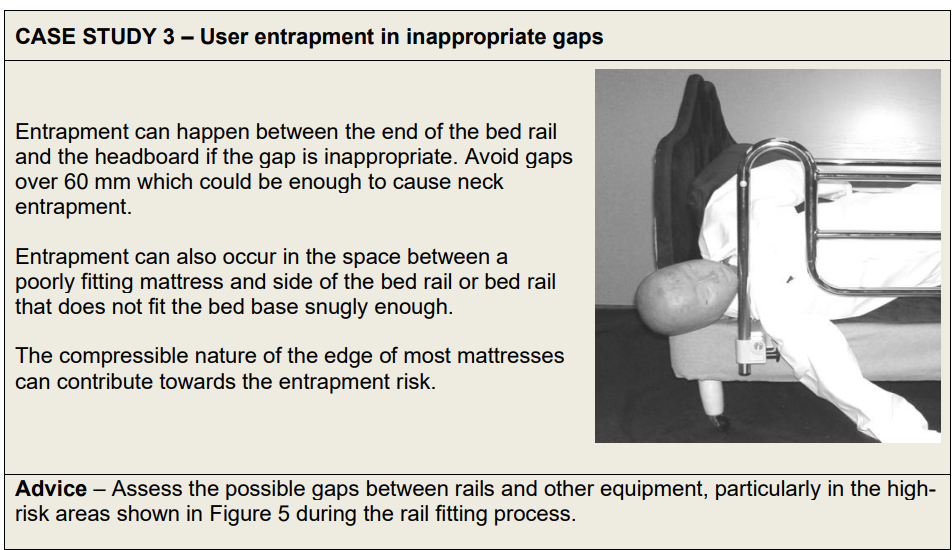 CASE STUDY 3 – User entrapment in inappropriate gaps
Entrapment can happen between the end of the bed rail
and the headboard if the gap is inappropriate. Avoid gaps
over 60 mm which could be enough to cause neck
entrapment.
Entrapment can also occur in the space between a
poorly fitting mattress and side of the bed rail or bed rail
that does not fit the bed base snugly enough.
The compressible nature of the edge of most mattresses
can contribute towards the entrapment risk.
Advice – Assess the possible gaps between rails and other equipment, particularly in the high-
risk areas shown in Figure 5 during the rail fitting process.